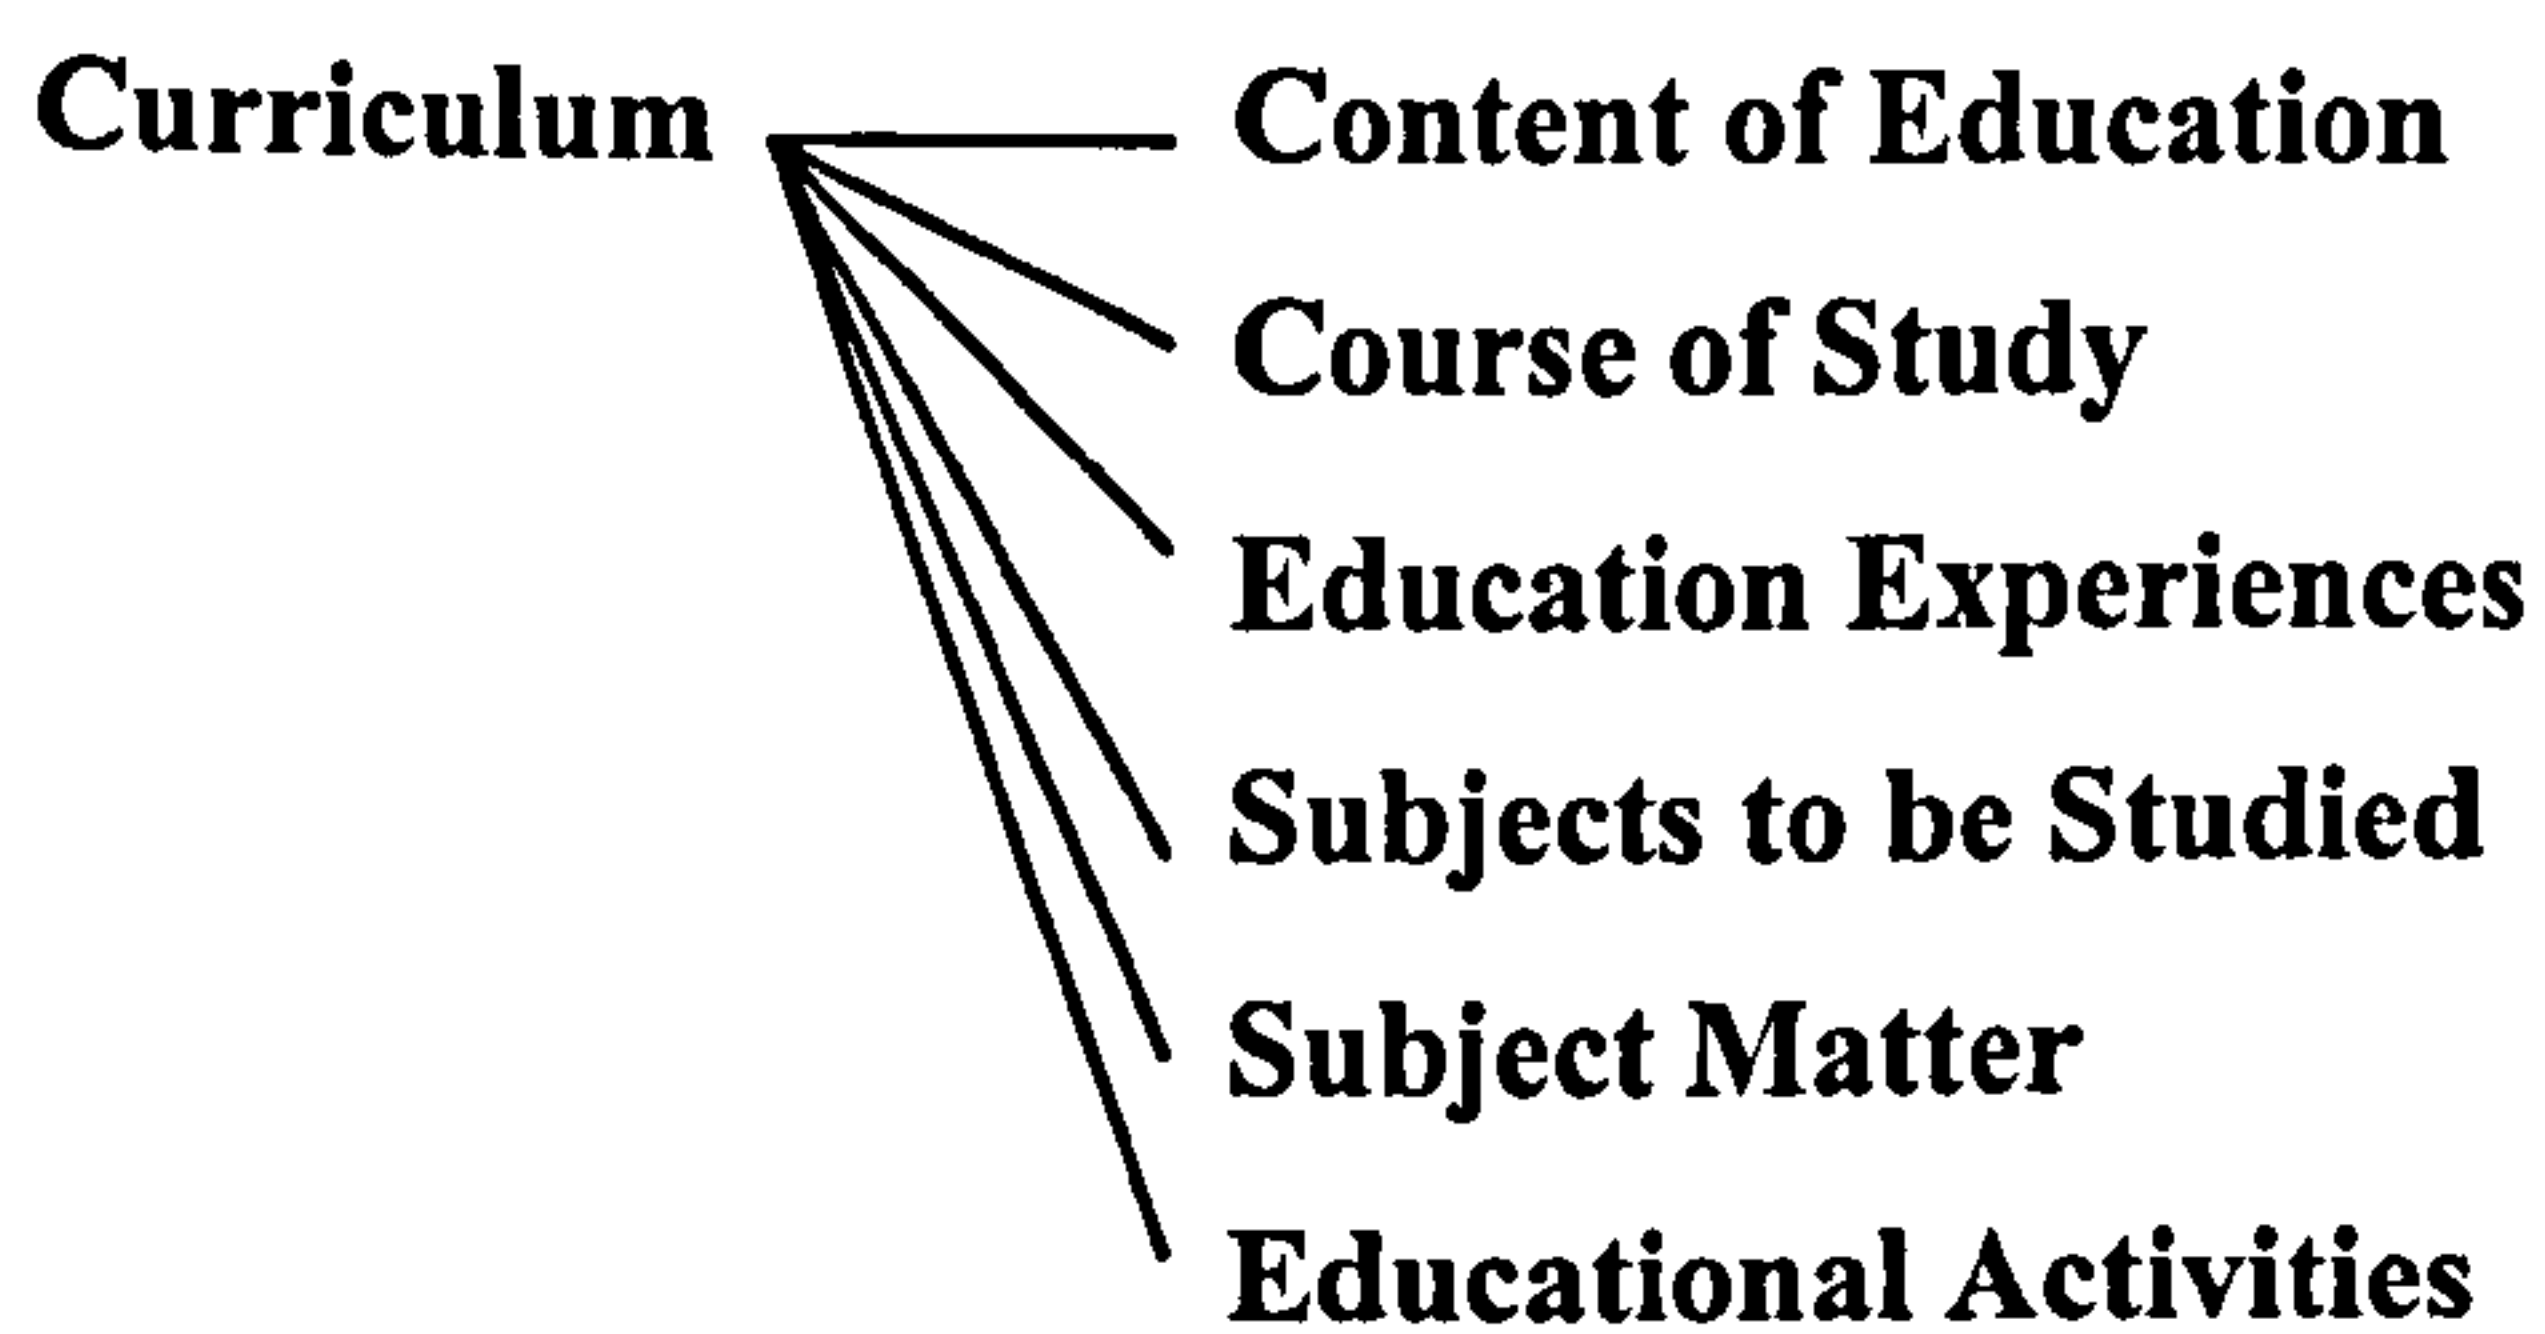 Curriculum
Content of Education
Course of Study
Education Experiences
Subjects to be Studied
Subject Matter
Educational Activities